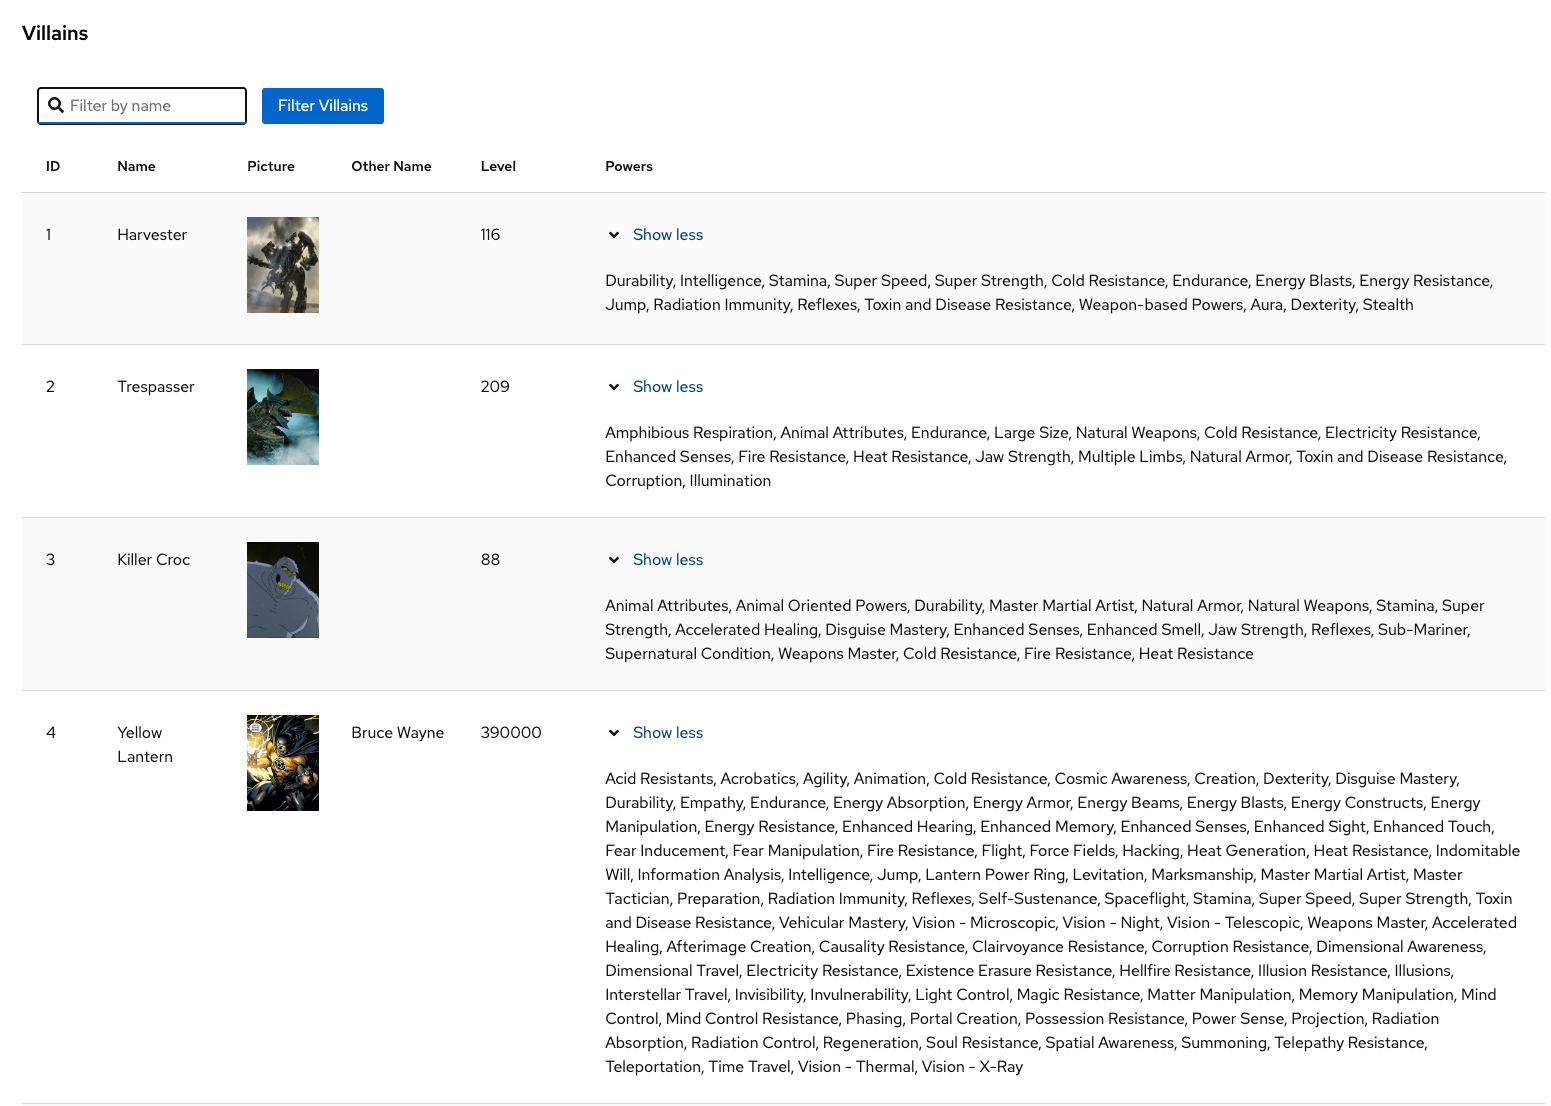 Villains
Filter by name
Filter Villains
ID Name Picture Other Name Level Powers
1 Harvester 116 Show less
Durability, Intelligence, Stamina, Super Speed, Super Strength, Cold Resistance, Endurance, Energy Blasts, Energy Resistance,
Jump, Radiation Immunity, Reflexes, Toxin and Disease Resistance, Weapon-based Powers, Aura, Dexterity, Stealth
2 Trespasser 209 Show less
Amphibious Respiration, Animal Attributes, Endurance, Large Size, Natural Weapons, Cold Resistance, Electricity Resistance,
Enhanced Senses, Fire Resistance, Heat Resistance, Jaw Strength, Multiple Limbs, Natural Armor, Toxin and Disease Resistance,
Corruption, Illumination
3 Killer Croc 88 Show less
Animal Attributes, Animal Oriented Powers, Durability, Master Martial Artist, Natural Armor, Natural Weapons, Stamina, Super
Strength, Accelerated Healing, Disguise Mastery, Enhanced Senses, Enhanced Smell, Jaw Strength, Reflexes, Sub-Mariner,
Supernatural Condition, Weapons Master, Cold Resistance, Fire Resistance, Heat Resistance
4 Yellow Bruce Wayne 390000 Show less
Lantern
Acid Resistants, Acrobatics, Agility, Animation, Cold Resistance, Cosmic Awareness, Creation, Dexterity, Disguise Mastery,
Durability, Empathy, Endurance, Energy Absorption, Energy Armor, Energy Beams, Energy Blasts, Energy Constructs, Energy
Manipulation, Energy Resistance, Enhanced Hearing, Enhanced Memory, Enhanced Senses, Enhanced Sight, Enhanced Touch,
Fear Inducement, Fear Manipulation, Fire Resistance, Flight, Force Fields, Hacking, Heat Generation, Heat Resistance, Indomitable
Will, Information Analysis, Intelligence, Jump, Lantern Power Ring, Levitation, Marksmanship, Master Martial Artist, Master
Tactician, Preparation, Radiation Immunity, Reflexes, Self-Sustenance, Spaceflight, Stamina, Super Speed, Super Strength, Toxin
and Disease Resistance, Vehicular Mastery, Vision - Microscopic, Vision - Night, Vision - Telescopic, Weapons Master, Accelerated
Healing, Afterimage Creation, Causality Resistance, Clairvoyance Resistance, Corruption Resistance, Dimensional Awareness,
Dimensional Travel, Electricity Resistance, Existence Erasure Resistance, Hellfire Resistance, Illusion Resistance, Illusions,
Interstellar Travel, Invisibility, Invulnerability, Light Control, Magic Resistance, Matter Manipulation, Memory Manipulation, Mind
Control, Mind Control Resistance, Phasing, Portal Creation, Possession Resistance, Power Sense, Projection, Radiation
Absorption, Radiation Control, Regeneration, Soul Resistance, Spatial Awareness, Summoning, Telepathy Resistance,
Teleportation, Time Travel, Vision - Thermal, Vision - X-Ray